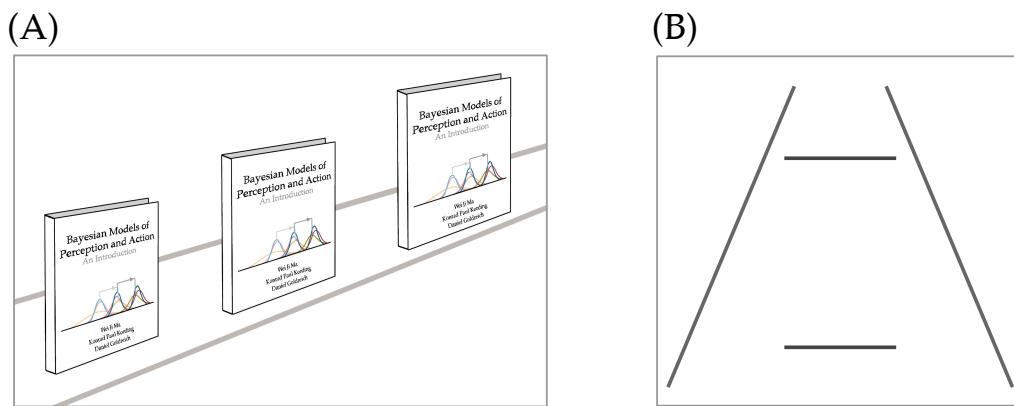 (A)
(B)
Bayesian Models of
Perception and Action
An Introduction
Wei Ji Ma
Konrad Paul Kording
Daniel Goldreich
Bayesian Models of
Perception and Action
An Introduction
Wei Ji Ma
Konrad Paul Kording
Daniel Goldreich
Bayesian Models of
Perception and Action
An Introduction
Wei Ji Ma
Konrad Paul Kording
Daniel Goldreich